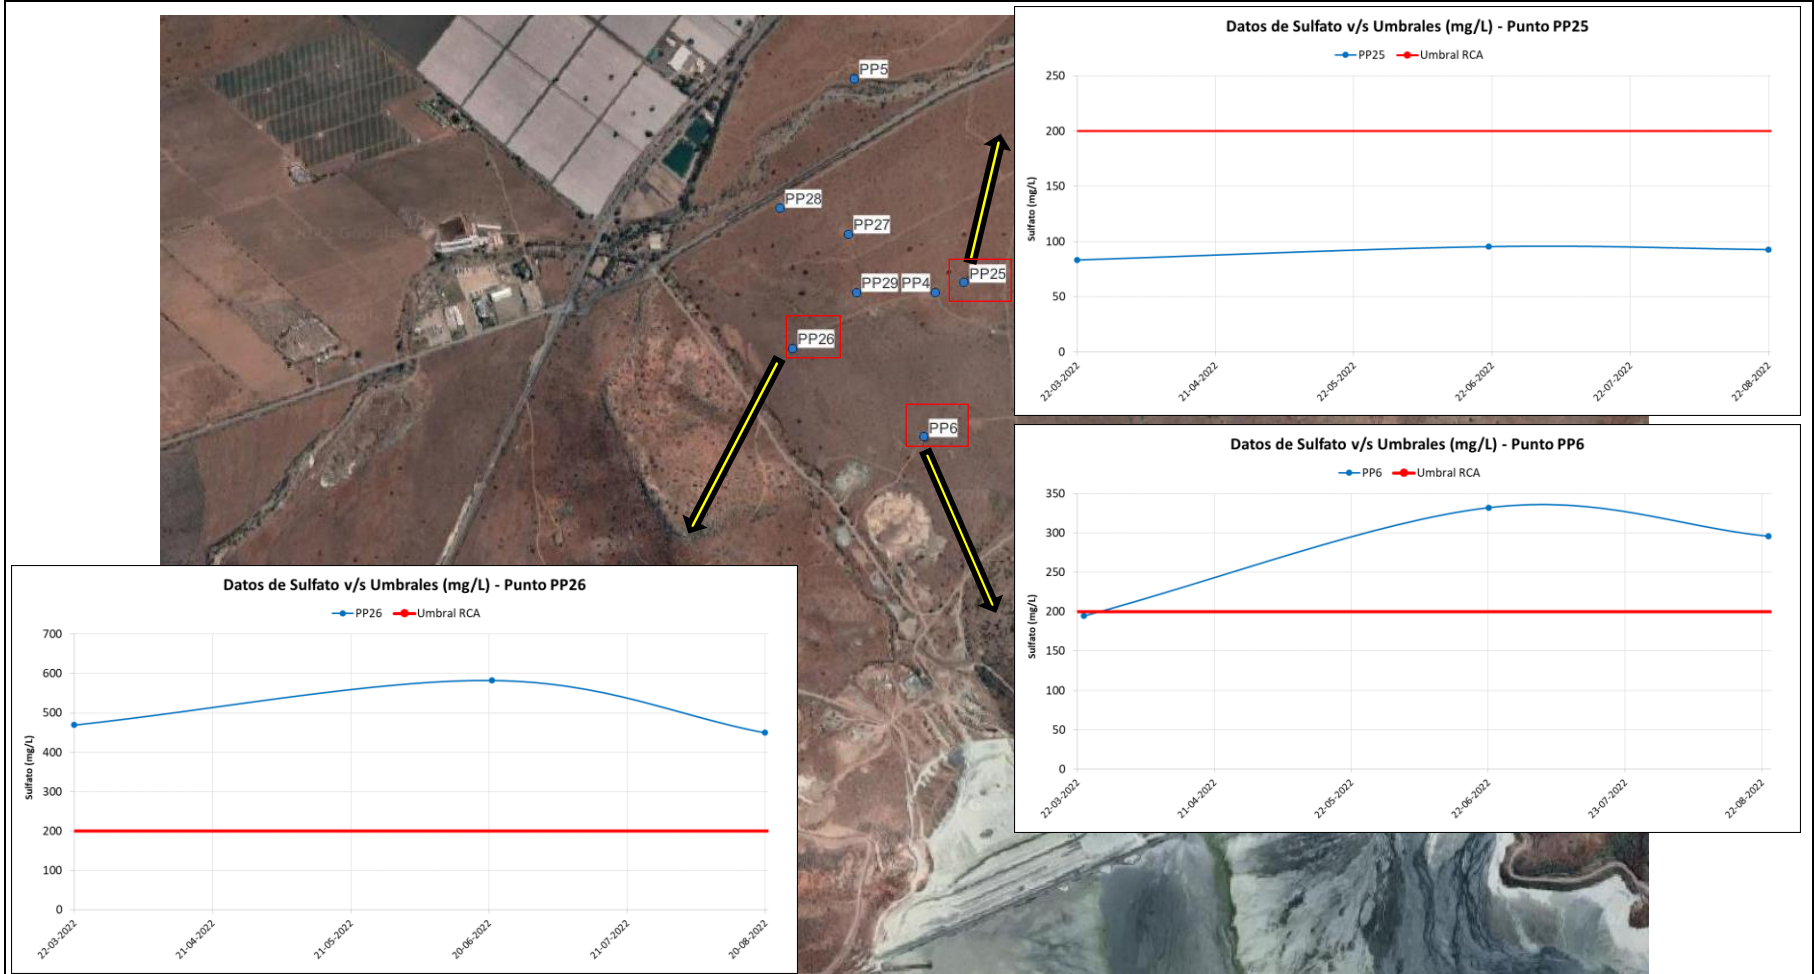 PP5
PP28
PP27
PP29
PP4
PP25
PP26
PP6
Datos de Sulfato v/s Umbrales (mg/L) - Punto PP25
PP25 Umbral RCA
Sulfato (mg/L)
250
200
150
100
50
0
22-03-2022 21-04-2022 22-05-2022 22-06-2022 22-07-2022 22-08-2022
Datos de Sulfato v/s Umbrales (mg/L) - Punto PP6
PP6 Umbral RCA
Sulfato (mg/L)
350
300
250
200
150
100
50
0
22-03-2022 21-04-2022 22-05-2022 22-06-2022 23-07-2022 22-08-2022
Datos de Sulfato v/s Umbrales (mg/L) - Punto PP26
PP26 Umbral RCA
Sulfato (mg/L)
700
600
500
400
300
200
100
0
22-03-2022 21-04-2022 21-05-2022 20-06-2022 21-07-2022 20-08-2022